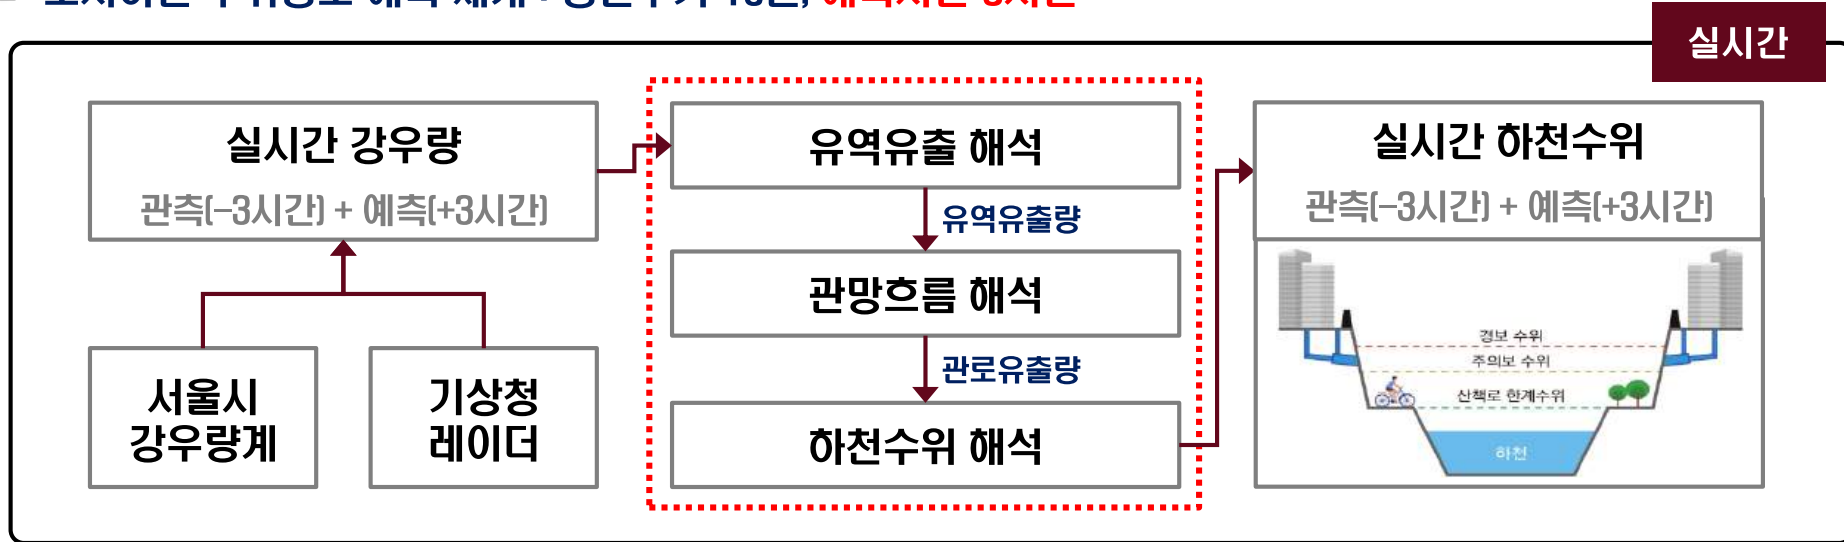 실시간
실시간 강우량
관측(-3시간) + 예측(+3시간)
서울시
강우량계
기상청
레이더
유역유출 해석
유역유출량
관망흐름 해석
관로유출량
하천수위 해석
실시간 하천수위
관측(-3시간) + 예측(+3시간)
경보 수위
주의보 수위
산책로 한계수위
하천